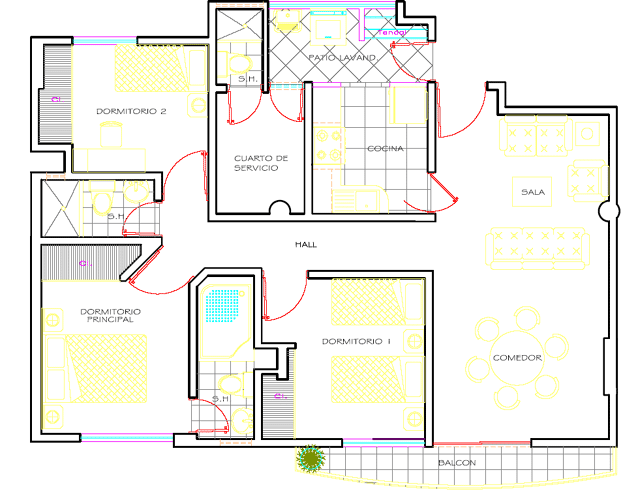 Tendal
PATIO LAVAND.
S.H.
CL.
DORMITORIO 2
COCINA
CUARTO DE
SERVICIO
SALA
S.H.
HALL
CL.
DORMITORIO
PRINCIPAL
DORMITORIO 1
COMEDOR
CL.
S.H
BALCON